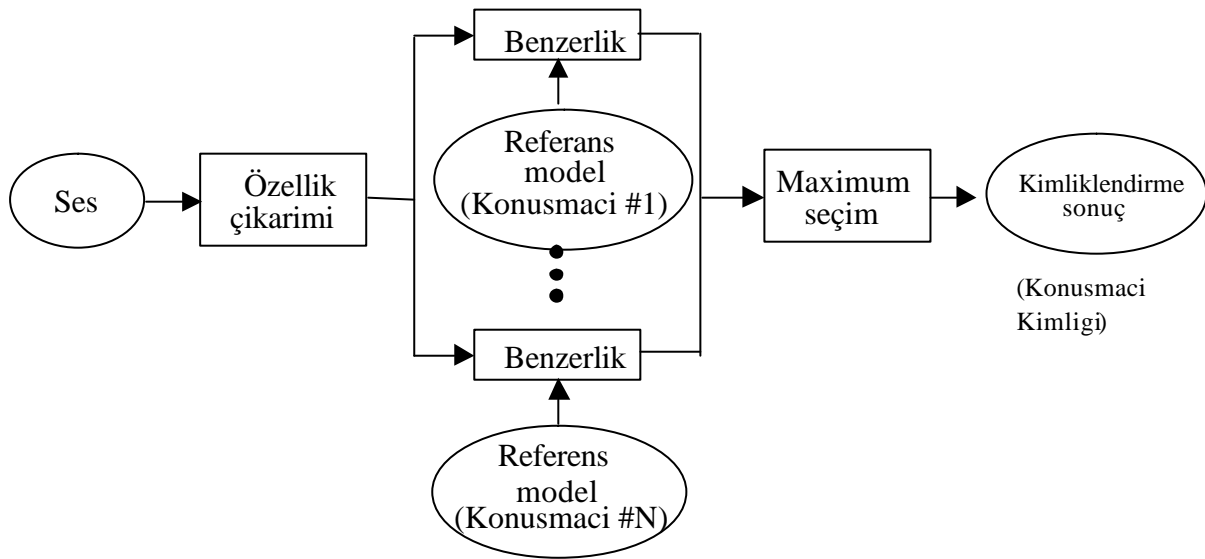 Benzerlik
Referans
model
(Konusmaci #1)
Ses
Özellik
çikarimi
Maximum
seçim
Kimliklendirme
sonuç
(Konusmaci
Kimligi)
Benzerlik
Referens
model
(Konusmaci #N)